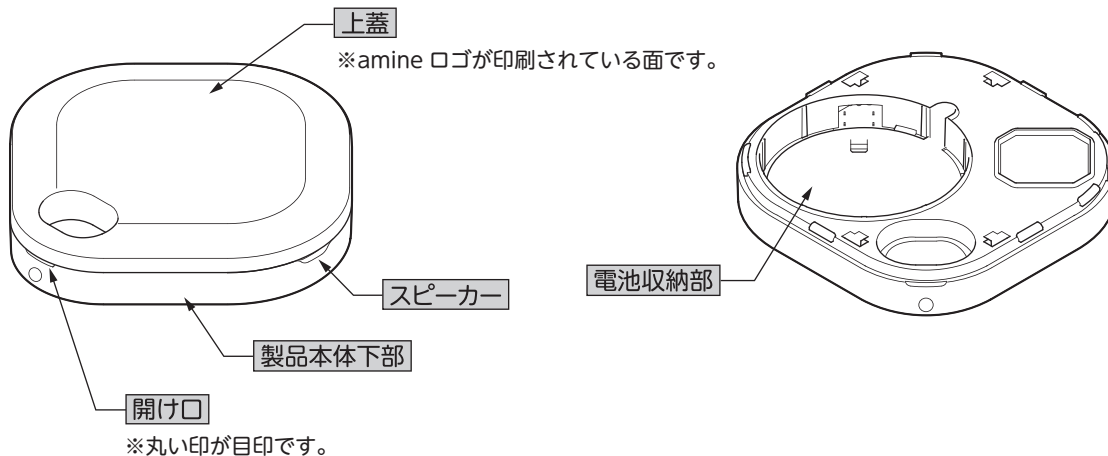 上蓋
※amine ロゴが印刷されている面です。
スピーカー
電池収納部
製品本体下部
開け口
※丸い印が目印です。